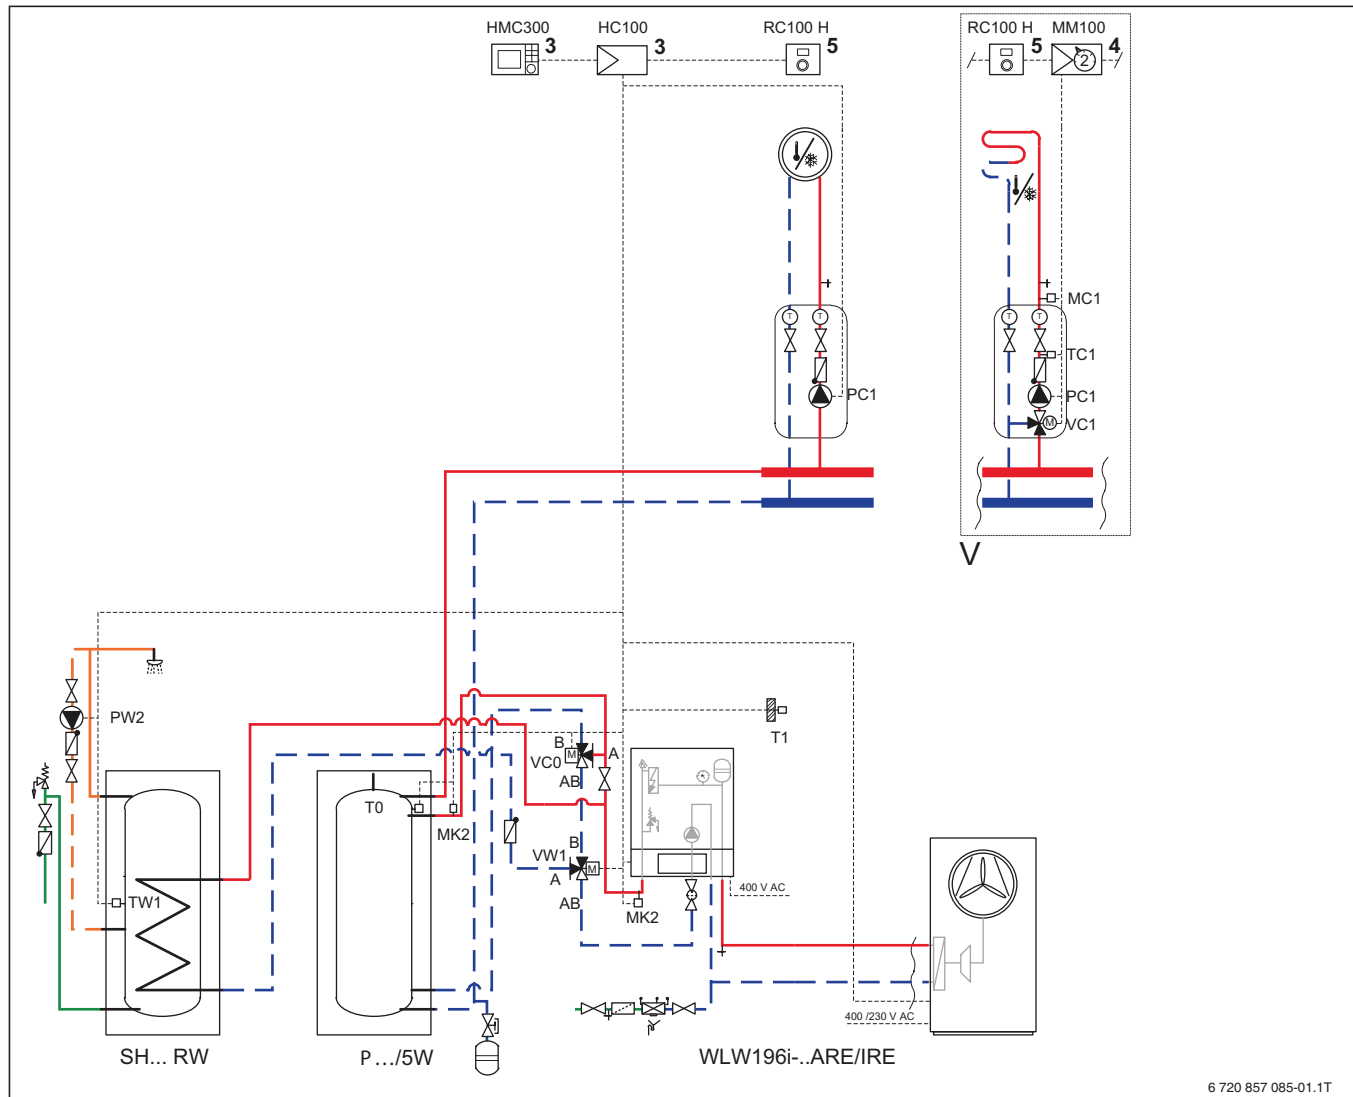 HMC300 HC100 RC100 H RC100 H MM100
3 3 5 5 4
2
T T T T
MC1
TC1
PC1 PC1
M VC1
V
PW2
T1
B
M A
VC0
AB
T0
MK2
B
VW1
M
A
400 V AC
TW1
AB
MK2
400 /230 V AC
SH... RW P .../5W WLW196i-..ARE/IRE
6 720 857 085-01.1T